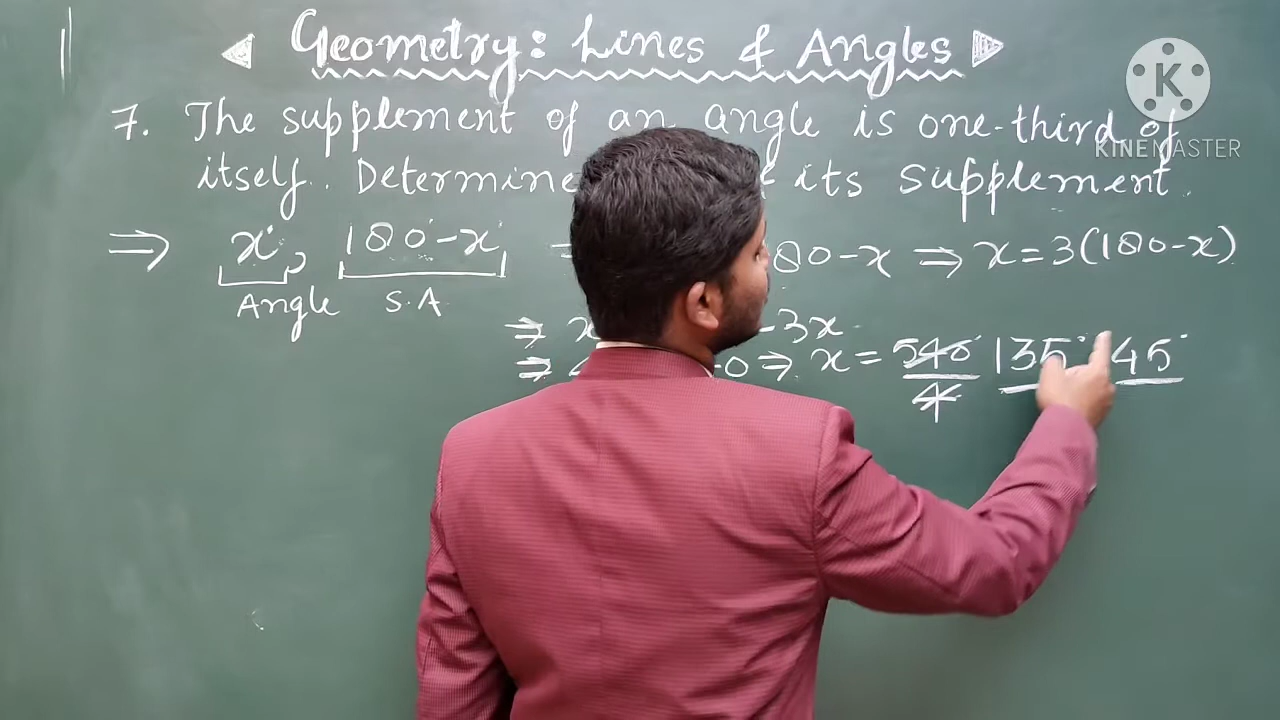 Geometry: Lines & Angles
K
KINEMASTER
7. The supplement of an angle is one-third of
itself. Determine its supplement.
⇒ x°, 180°-x° 80-x ⇒ x=3(180-x)
Angle S.A
⇒ x -3x
⇒ 0 ⇒ x = 540°/4 135° 45°